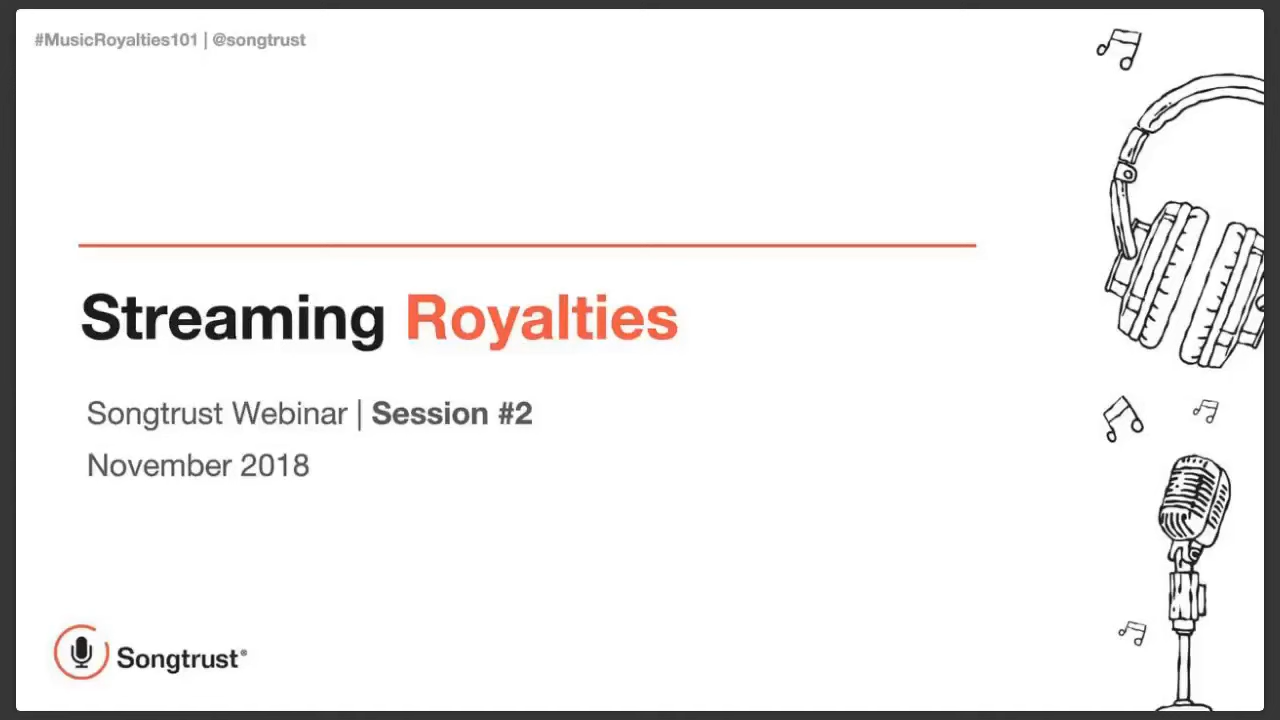 #MusicRoyalties101 | @songtrust
Streaming Royalties
Songtrust Webinar | Session #2
November 2018
Songtrust®